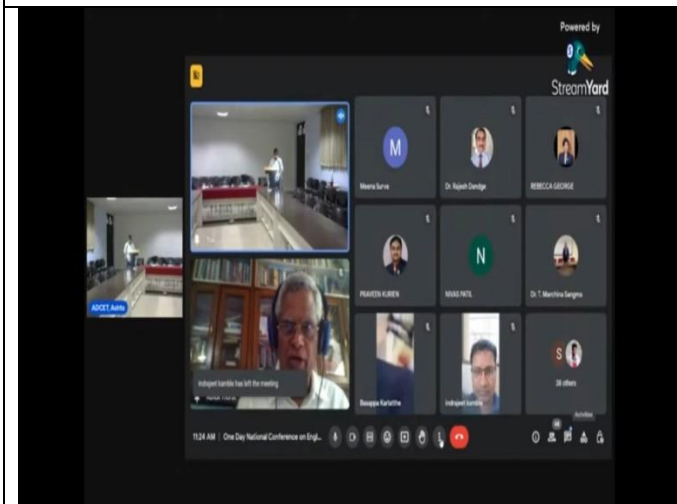 Powered by
StreamYard
M
Meena Surve
Dr. Rajesh Dandge
REBECCA GEORGE
PRAVEEN KURIEN
N
NIVAS PATIL
Dr. T. Marchina Sangma
ADCET, Ashta
indrajeet kamble has left the meeting
Basappa Karlatthe
indrajeet kamble
S
38 others
Activities
11:24 AM | One Day National Conference on Engl...